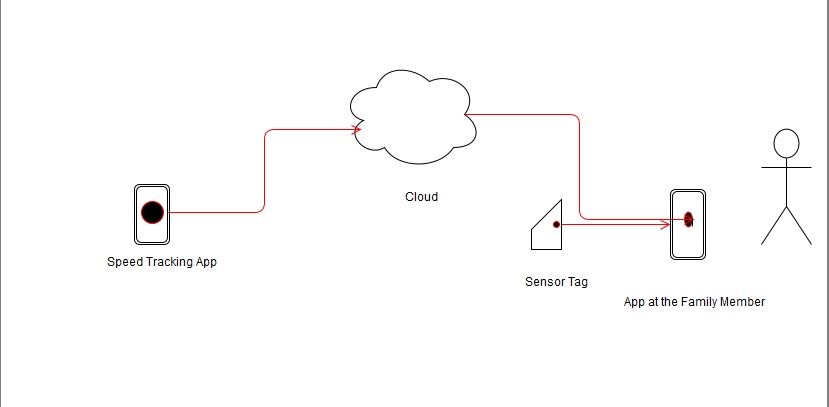 Cloud
Speed Tracking App
Sensor Tag
App at the Family Member